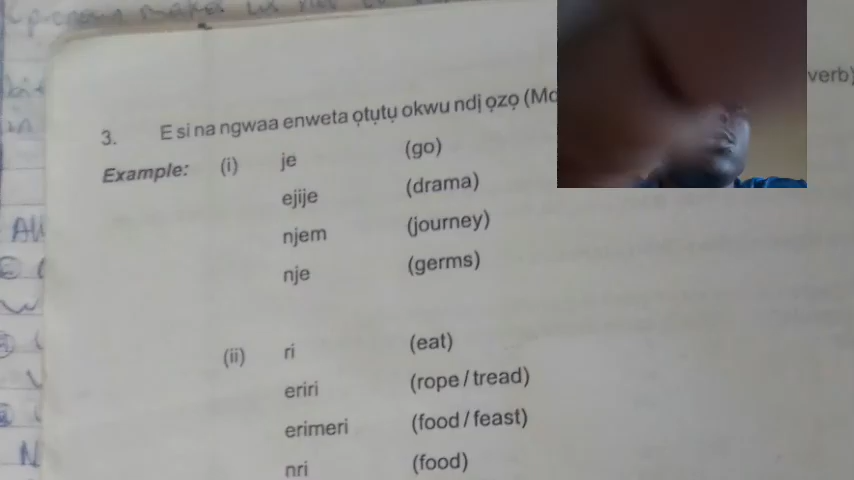 3. E si na ngwaa enweta ọtụtụ okwu ndị ọzọ (Mo verb)
Example: (i) je (go)
ejije (drama)
njem (journey)
nje (germs)
(ii) ri (eat)
eriri (rope / tread)
erimeri (food / feast)
nri (food)